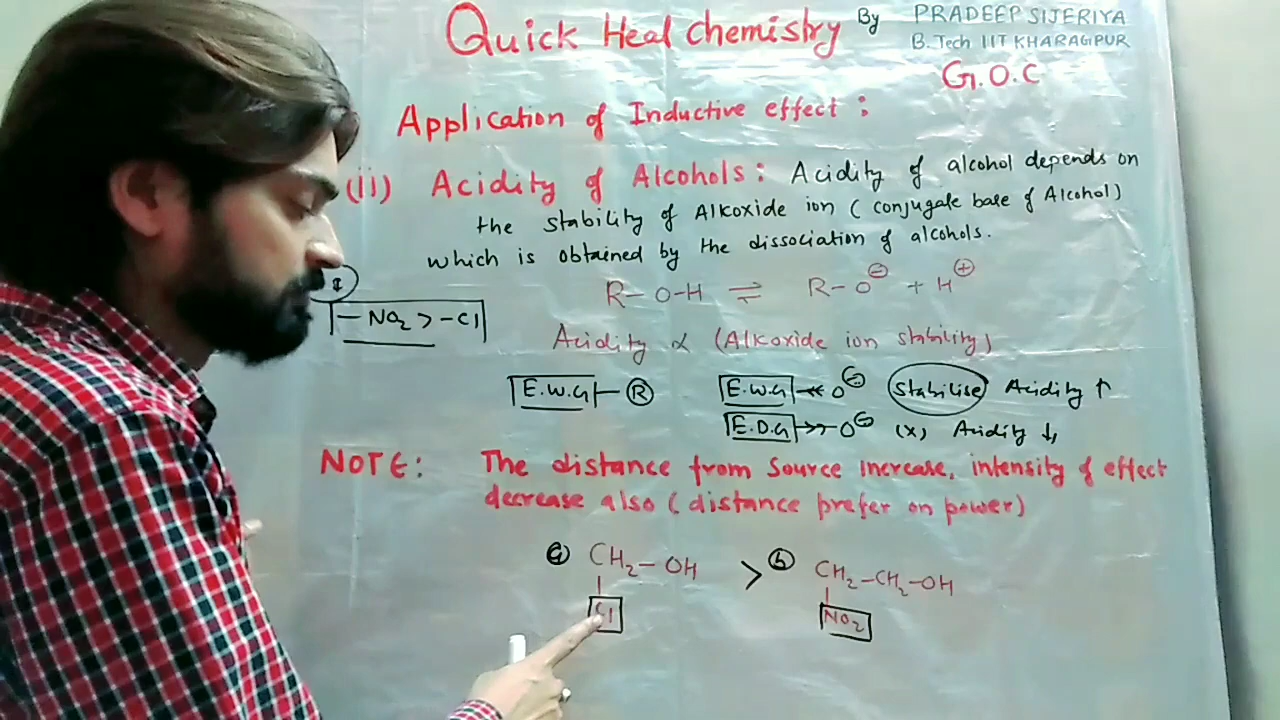 Quick Heal chemistry By PRADEEP SIJERIYA
B. Tech IIT KHARAGPUR
G.O.C
Application of Inductive effect :
(ii) Acidity of Alcohols : Acidity of alcohol depends on
the stability of Alkoxide ion ( conjugate base of Alcohol )
which is obtained by the dissociation of alcohols.
R-O-H ⇌ R-O⊖ + H⊕
-NO2 > -Cl
Acidity ∝ (Alkoxide ion stability)
E.W.G - R E.W.G << O⊖ Stabilise Acidity ↑
E.D.G >> O⊖ (x) Acidity ↓
NOTE : The distance from source increase, intensity of effect
decrease also ( distance prefer on power)
a CH2-OH > b CH2-CH2-OH
Cl NO2